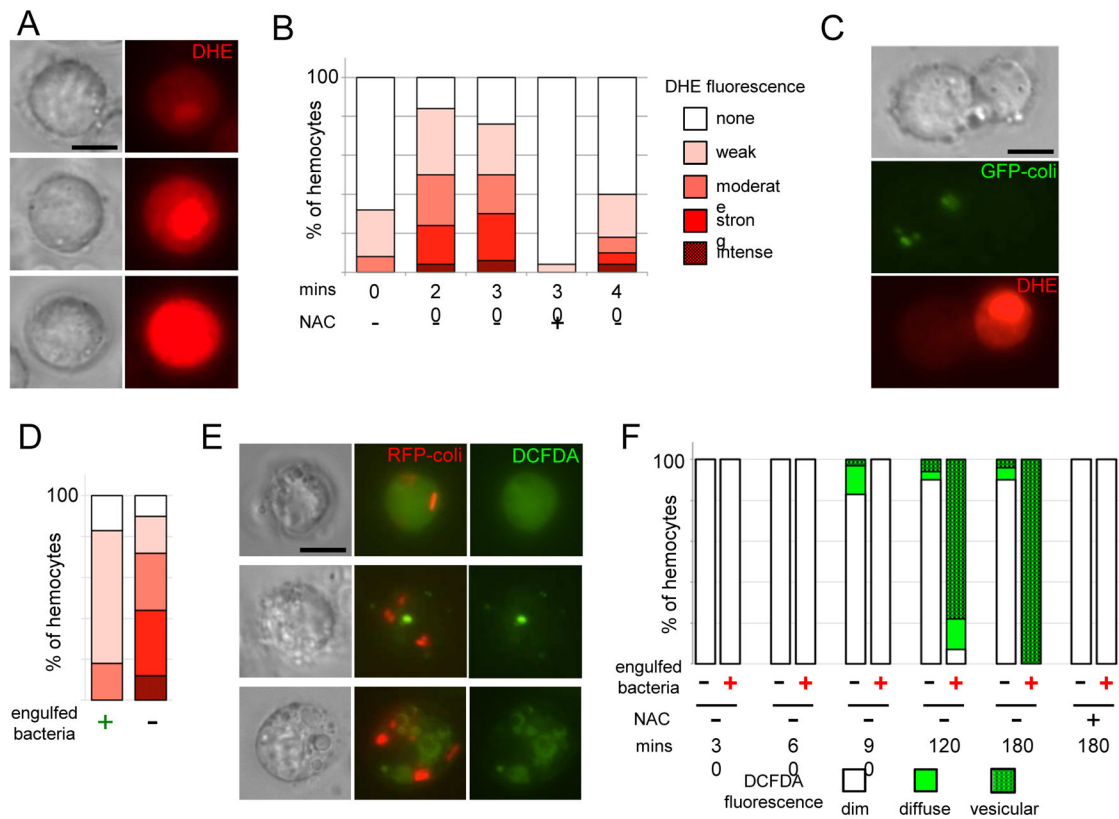 A
DHE
B
100
% of hemocytes
mins 0 2 3 3 4
0 0 0 0
NAC - - - + -
DHE fluorescence
none
weak
moderat
e
stron
g
intense
C
GFP-coli
DHE
D
100
% of hemocytes
engulfed
bacteria
+ -
E
RFP-coli
DCFDA
F
100
% of hemocytes
engulfed
bacteria
- + - + - + - + - + - +
NAC - - - - - +
mins 3 6 9 120 180 180
0 0 0
DCFDA
fluorescence
dim
diffuse
vesicular